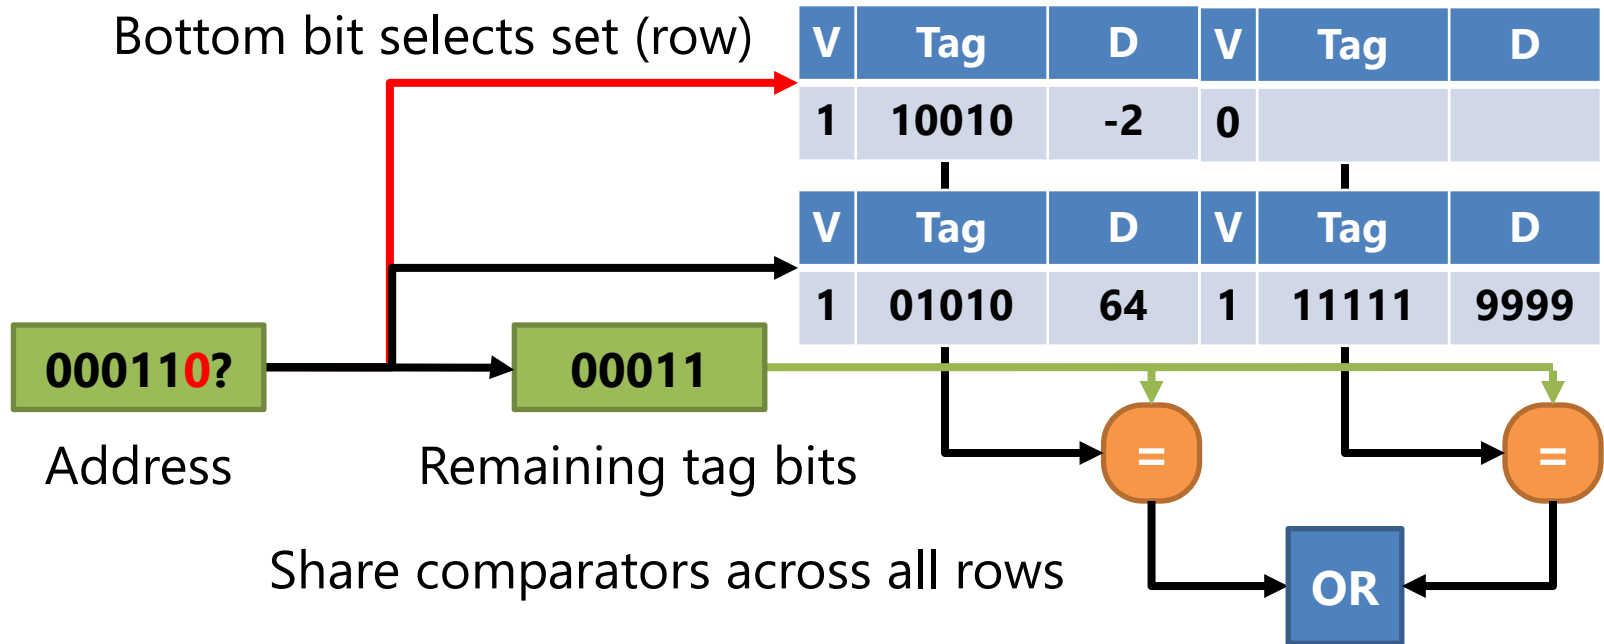 Bottom bit selects set (row)
V Tag D V Tag D
1 10010 -2 0
V Tag D V Tag D
1 01010 64 1 11111 9999
000110? 00011
= =
Address Remaining tag bits
Share comparators across all rows
OR